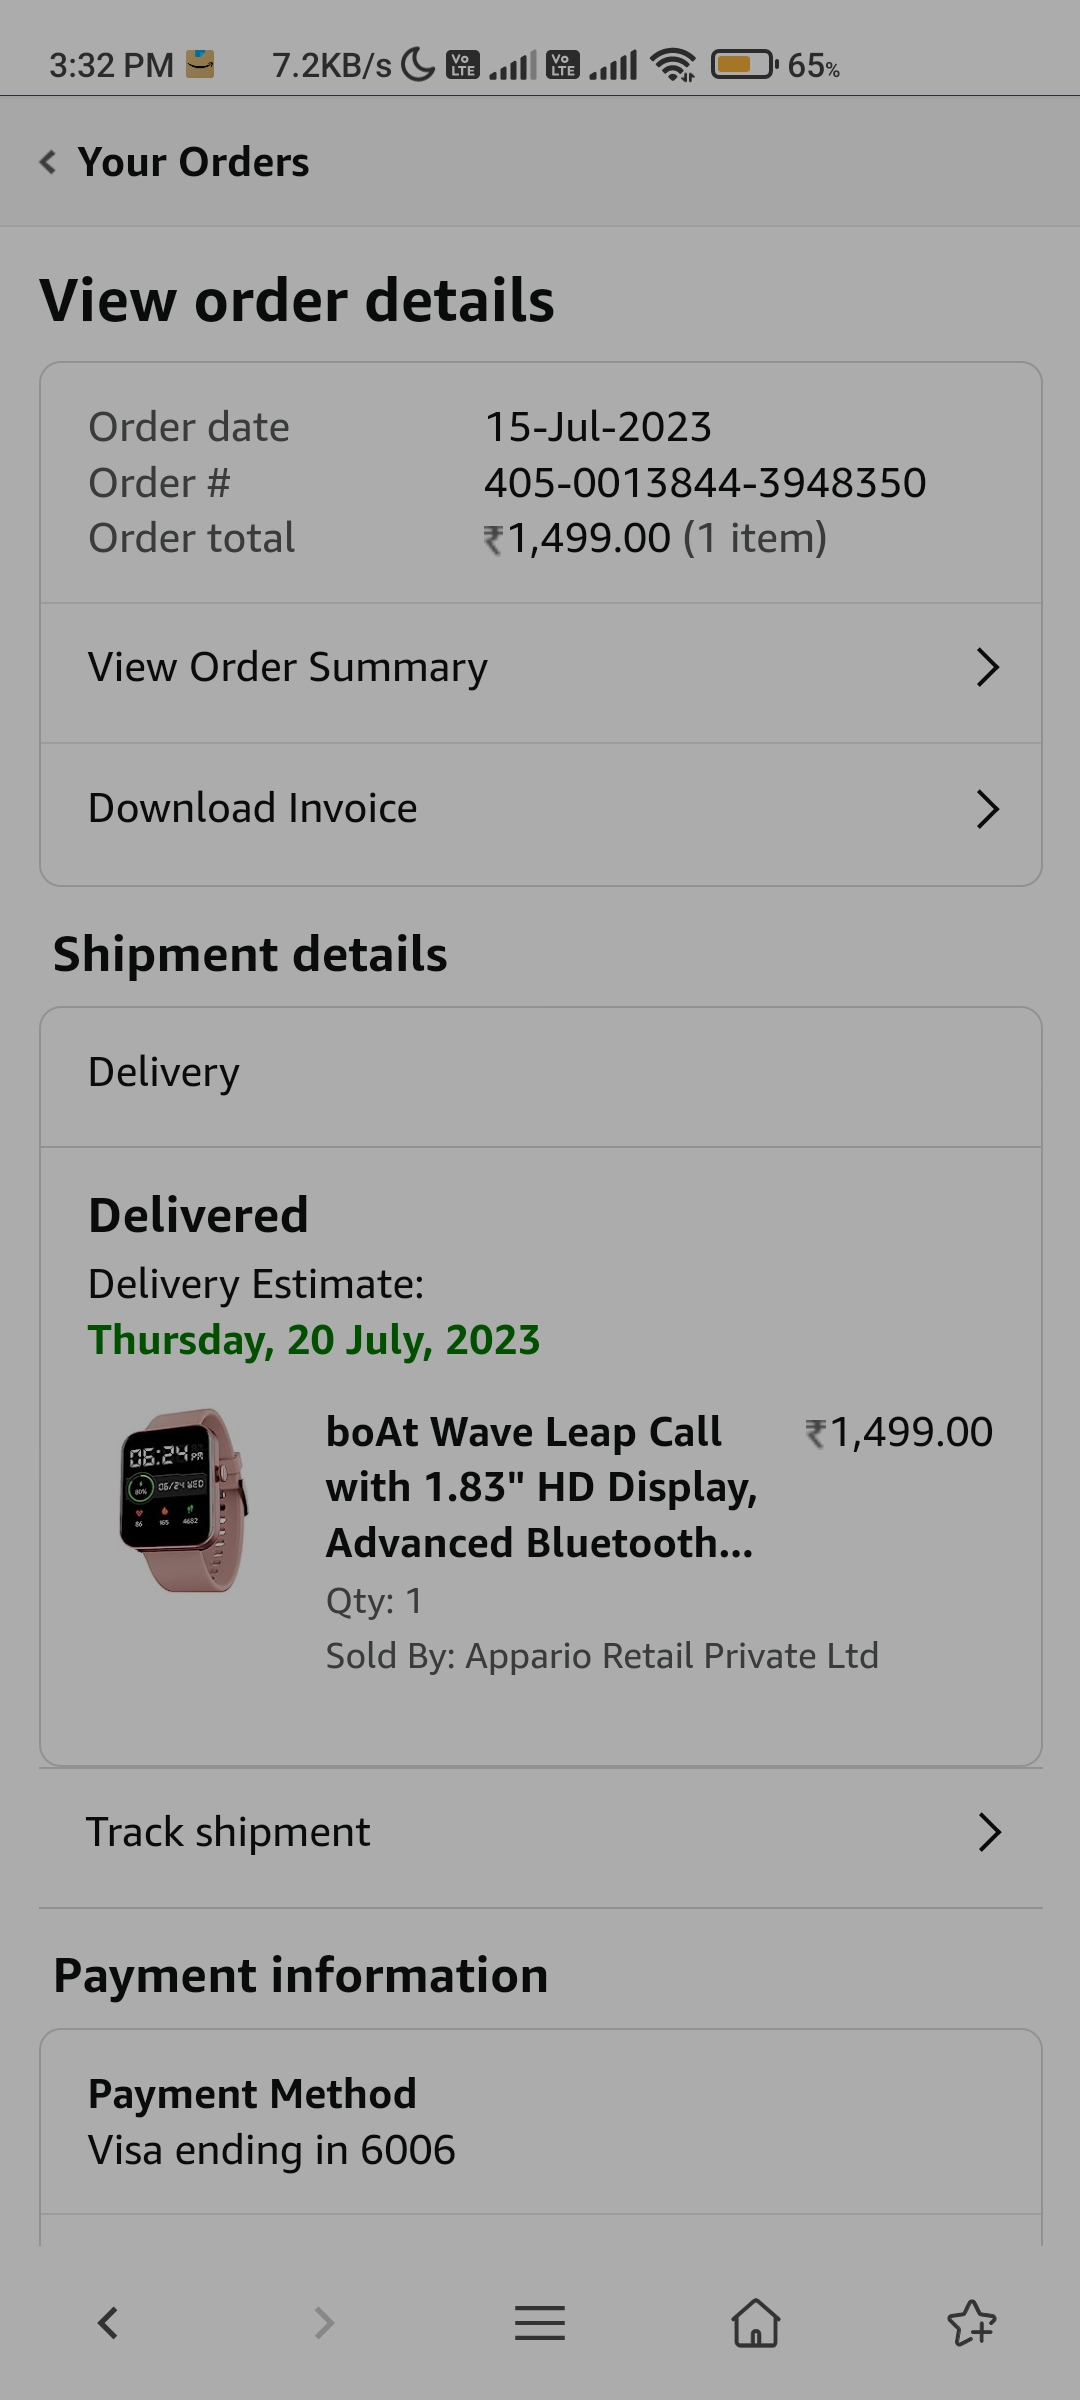 3:32 PM 7.2KB/s Vo LTE Vo LTE 65%
Your Orders
View order details
Order date 15-Jul-2023
Order # 405-0013844-3948350
Order total ₹1,499.00 (1 item)
View Order Summary
Download Invoice
Shipment details
Delivery
Delivered
Delivery Estimate:
Thursday, 20 July, 2023
06:24 PM
80% 06/24 WED
86 165 4682
boAt Wave Leap Call ₹1,499.00
with 1.83" HD Display,
Advanced Bluetooth...
Qty: 1
Sold By: Appario Retail Private Ltd
Track shipment
Payment information
Payment Method
Visa ending in 6006